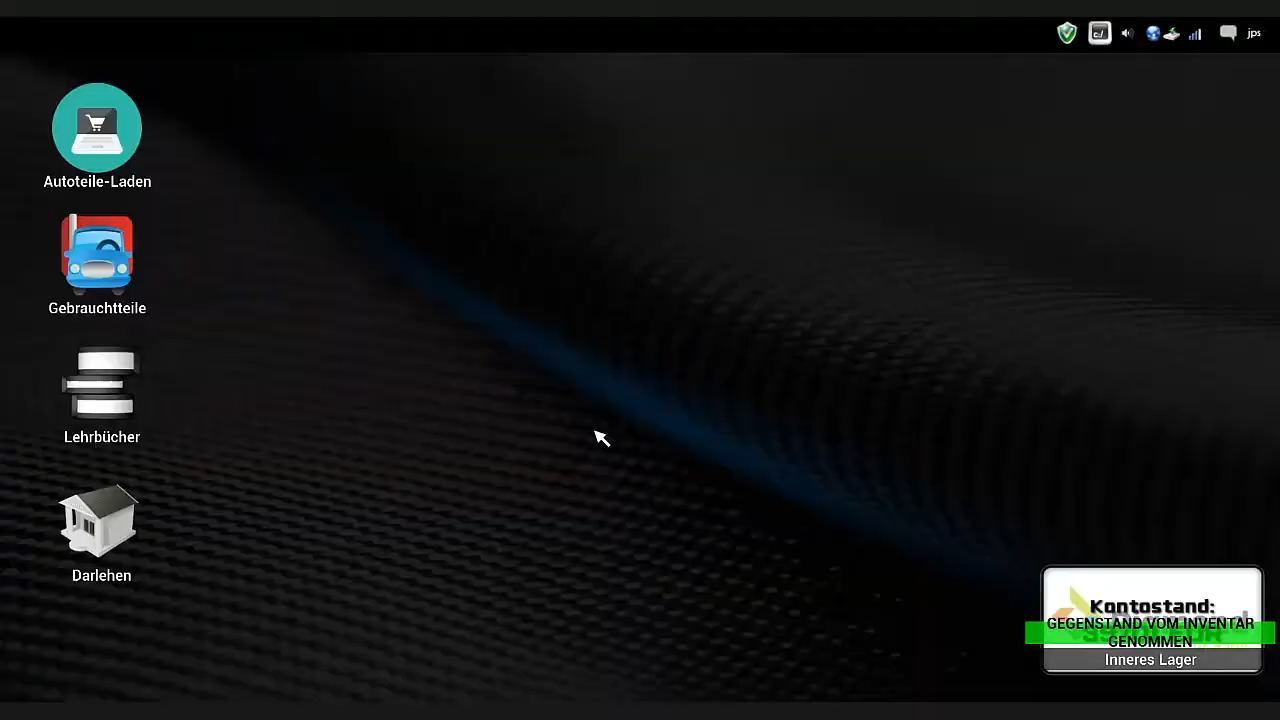 jps
Autoteile-Laden
Gebrauchtteile
Lehrbücher
Darlehen
Kontostand:
GEGENSTAND VOM INVENTAR
GENOMMEN
Inneres Lager